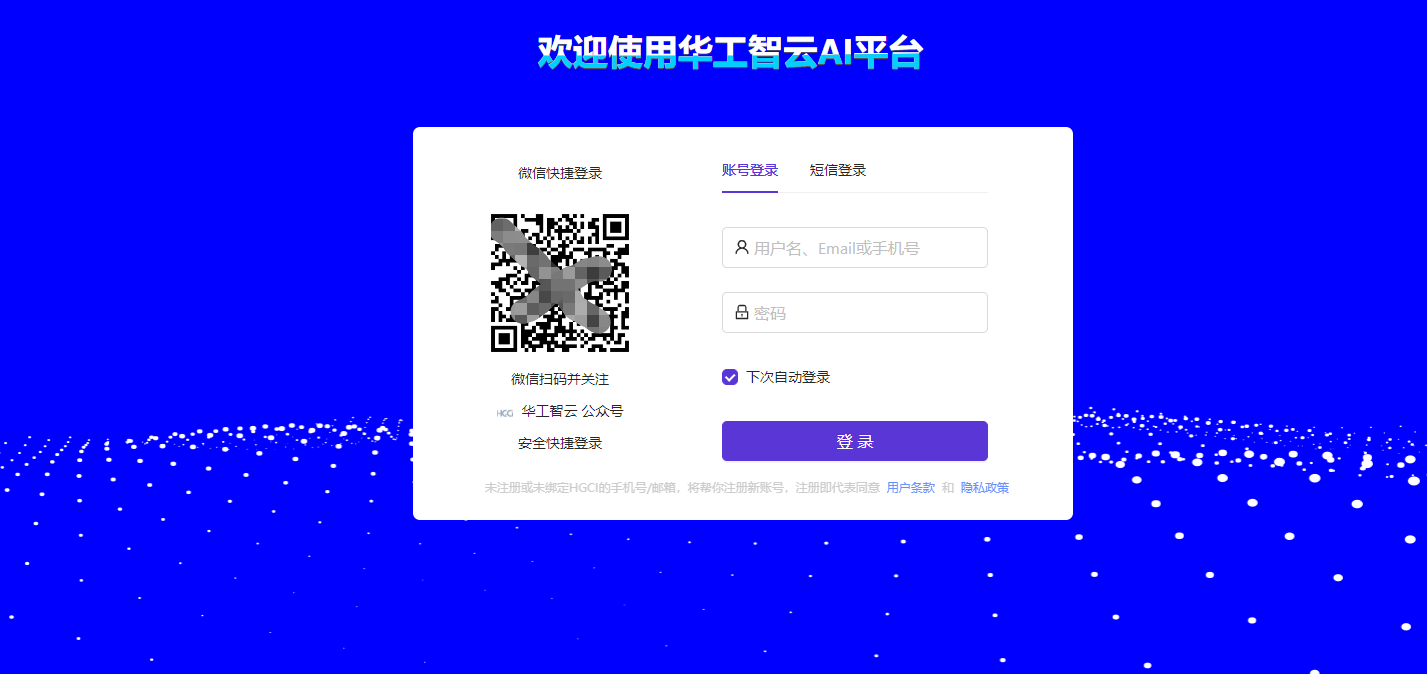 欢迎使用华工智云AI平台
微信快捷登录
微信扫码并关注
HGCI 华工智云 公众号
安全快捷登录
账号登录 短信登录
用户名、Email或手机号
密码
下次自动登录
登 录
未注册或未绑定HGCI的手机号/邮箱，将帮你注册新账号，注册即代表同意 用户条款 和 隐私政策